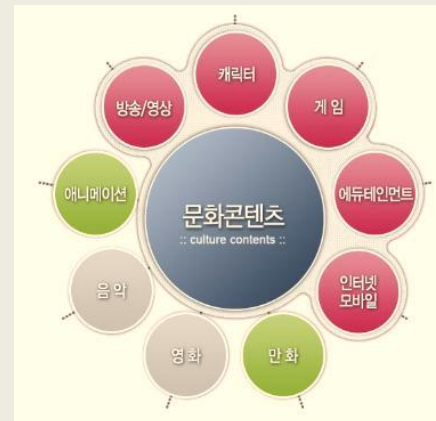 캐릭터
방송/영상
게임
애니메이션
에듀테인먼트
문화콘텐츠
:: culture contents ::
음악
인터넷
모바일
영화
만화